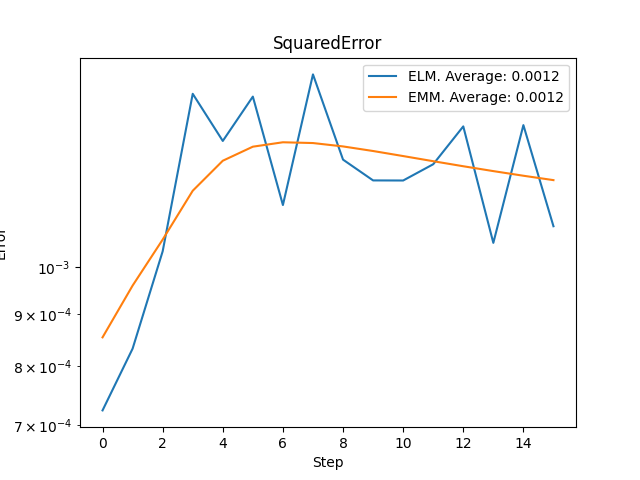 SquaredError
ELM. Average: 0.0012
EMM. Average: 0.0012
Error
10⁻³
9 × 10⁻⁴
8 × 10⁻⁴
7 × 10⁻⁴
0 2 4 6 8 10 12 14
Step